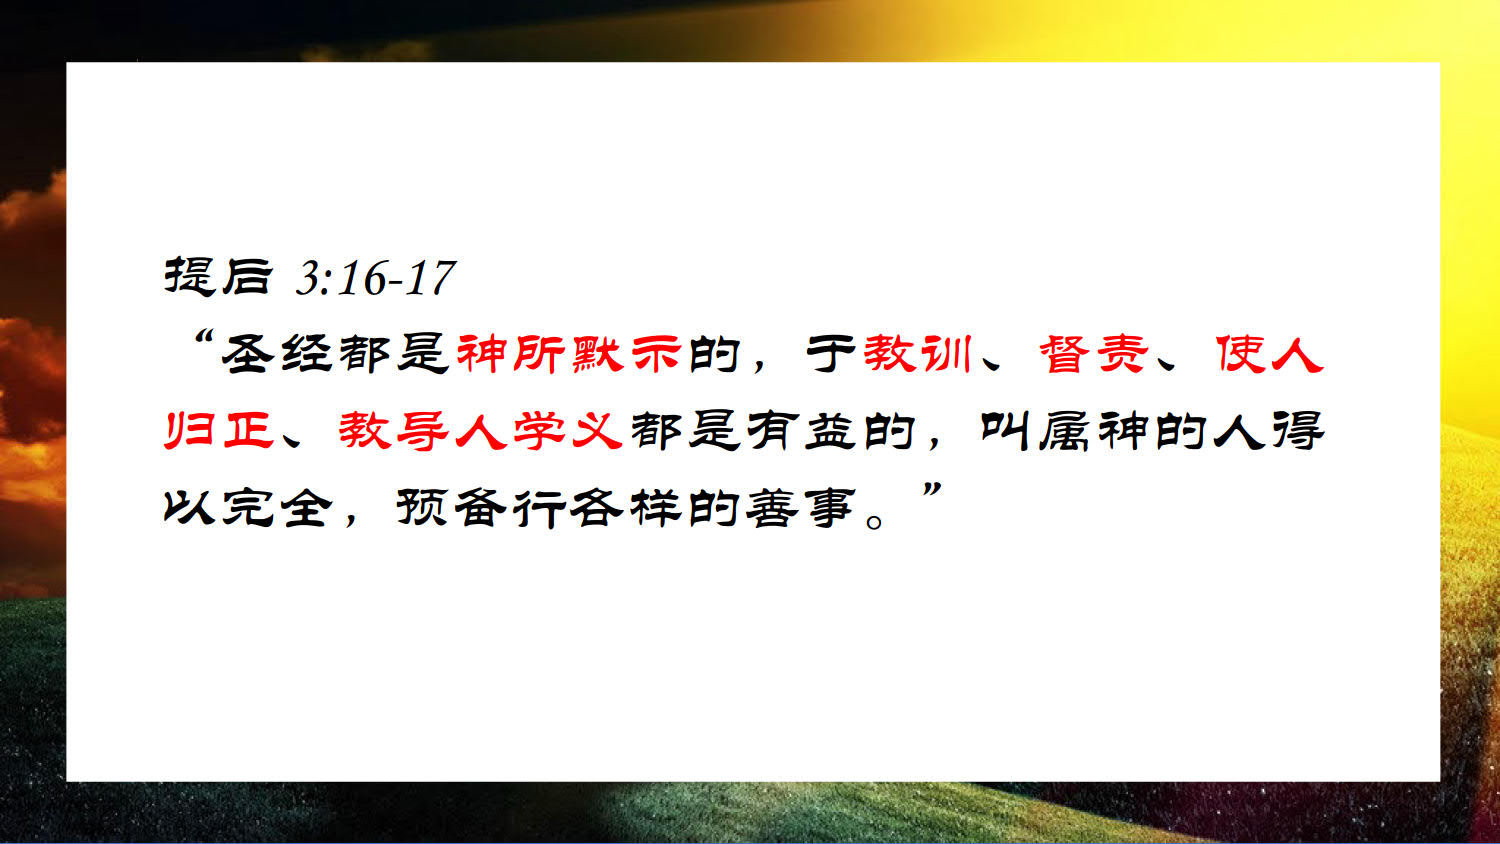 提后 3:16-17
“圣经都是神所默示的，于教训、督责、使人
归正、教导人学义都是有益的，叫属神的人得
以完全，预备行各样的善事。”